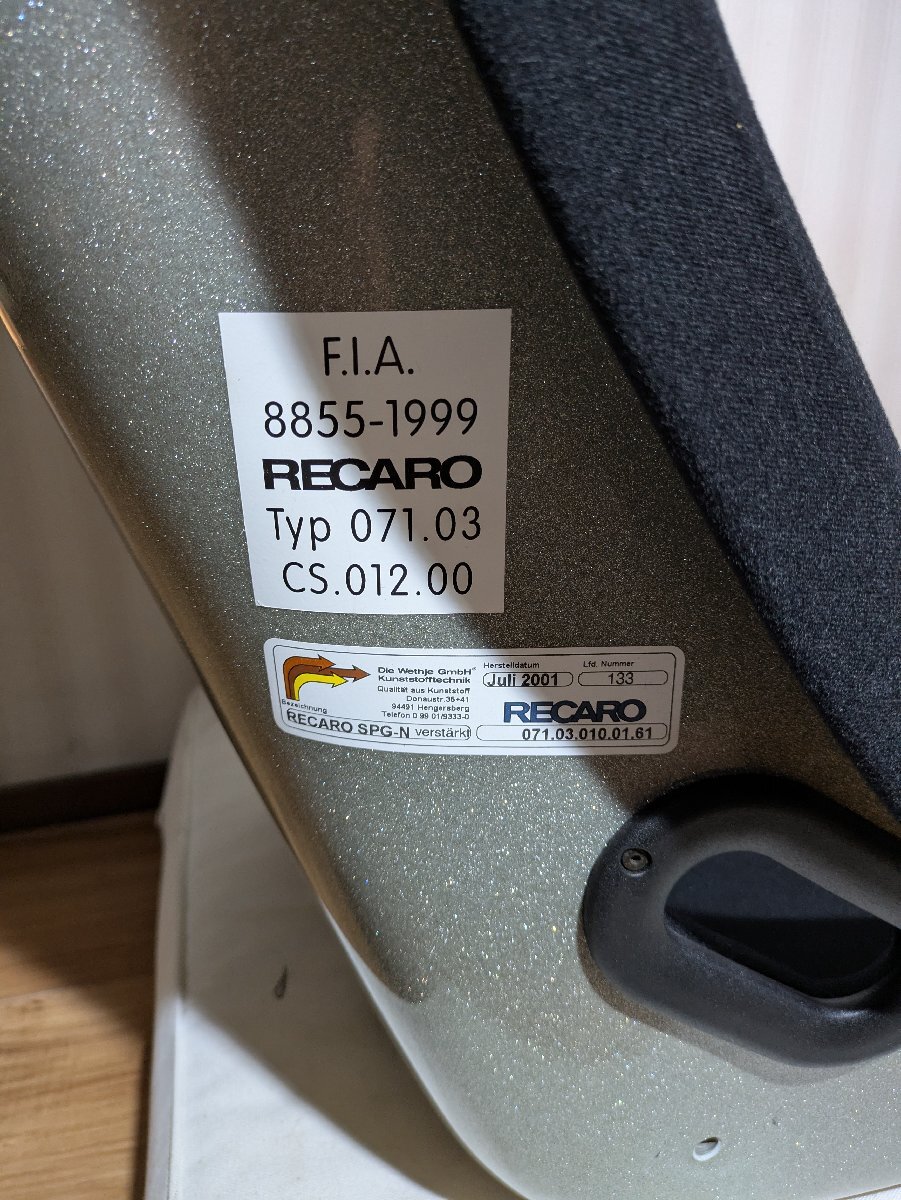 F.I.A.
8855-1999
RECARO
Typ 071.03
CS.012.00
Die Wethje GmbH
Kunststofftechnik
Qualität aus Kunststoff
Donaustr.38+41
94491 Hengersberg
Telefon 0 99 01/9333-0
Herstelldatum
Juli 2001
Lfd. Nummer
133
Bezeichnung
RECARO SPG-N verstärkt
RECARO
071.03.010.01.61